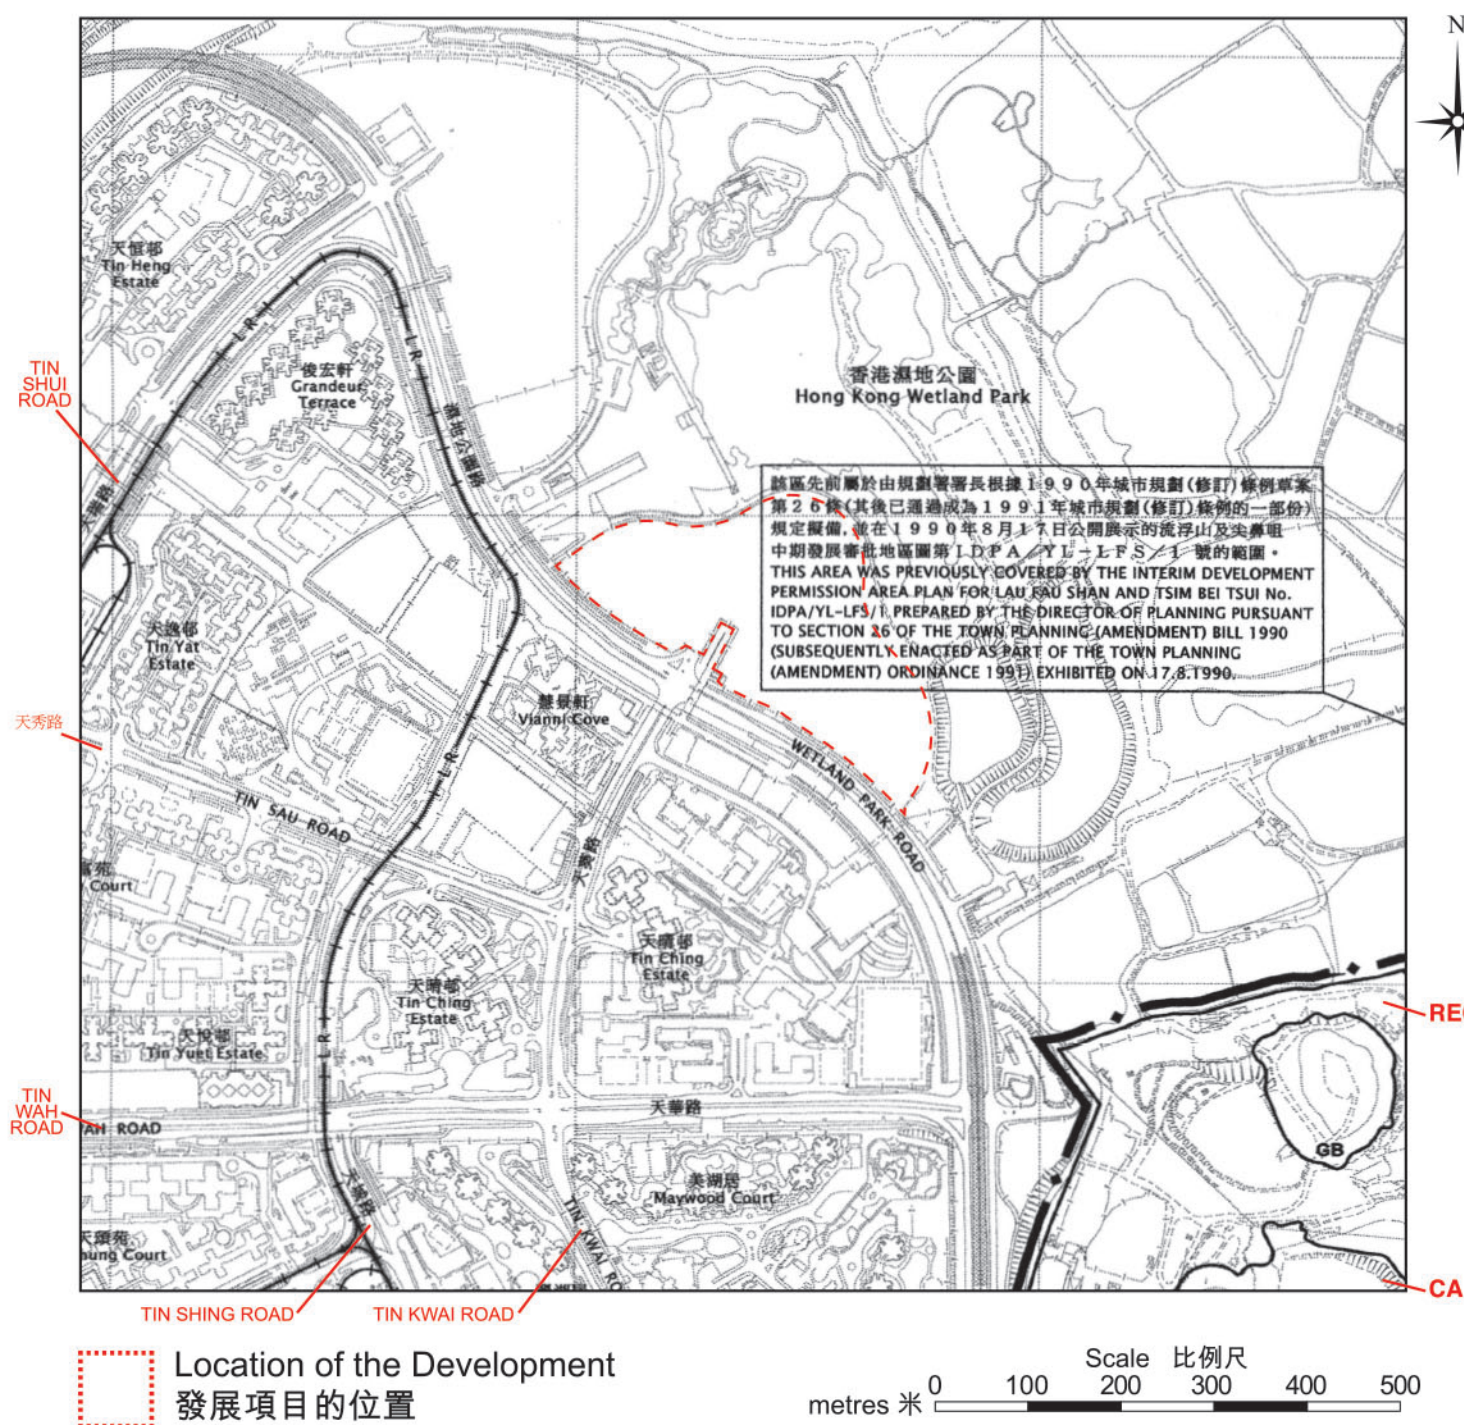 N
天恒邨
Tin Heng
Estate
TIN
SHUI
ROAD
俊宏軒
Grandeur
Terrace
L R
L R
濕地公園路
香港濕地公園
Hong Kong Wetland Park
該區先前屬於由規劃署署長根據1990年城市規劃(修訂)條例草案
第26條(其後已通過成為1991年城市規劃(修訂)條例的一部份)
規定擬備,並在1990年8月17日公開展示的流浮山及尖鼻咀
中期發展審批地區圖第IDPA/YL-LFS/1號的範圍。
THIS AREA WAS PREVIOUSLY COVERED BY THE INTERIM DEVELOPMENT
PERMISSION AREA PLAN FOR LAU FAU SHAN AND TSIM BEI TSUI No.
IDPA/YL-LFS/1 PREPARED BY THE DIRECTOR OF PLANNING PURSUANT
TO SECTION 26 OF THE TOWN PLANNING (AMENDMENT) BILL 1990
(SUBSEQUENTLY ENACTED AS PART OF THE TOWN PLANNING
(AMENDMENT) ORDINANCE 1991) EXHIBITED ON 17.8.1990.
天逸邨
Tin Yat
Estate
天秀路
慧景軒
Vianni Cove
L R
WETLAND PARK ROAD
TIN SAU ROAD
天秀路
富苑
Court
天晴邨
Tin Ching
Estate
天晴邨
Tin Ching
Estate
天悅邨
Tin Yuet Estate
L R
REC
TIN
WAH
ROAD
AH ROAD
天華路
GB
天城路
美湖居
Maywood Court
天頌苑
hung Court
TIN KWAI RO
CA
TIN SHING ROAD
TIN KWAI ROAD
Location of the Development
發展項目的位置
Scale 比例尺
metres 米 0 100 200 300 400 500